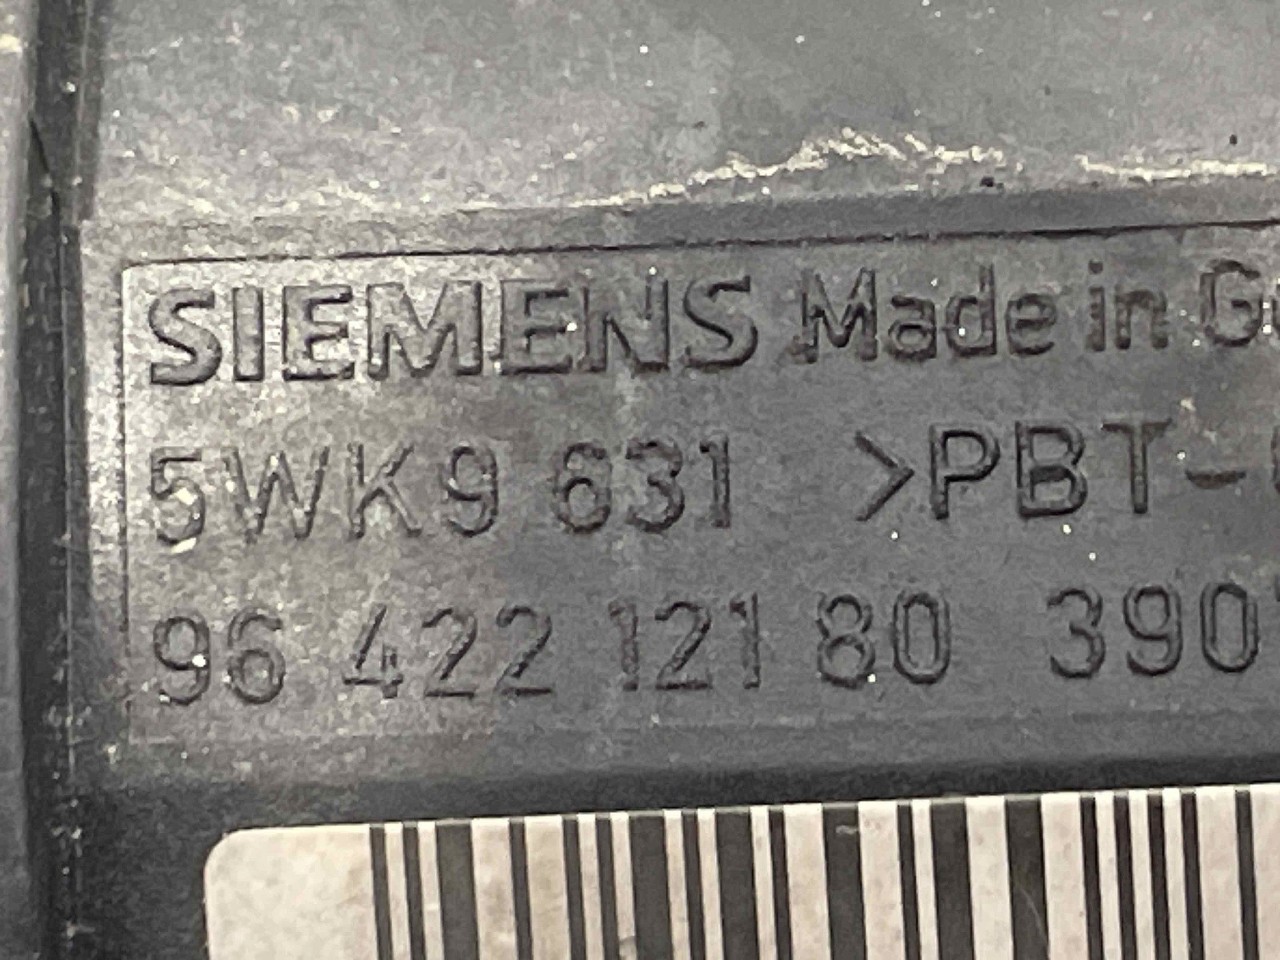 SIEMENS Made in G
5WK9 631 >PBT-
96 422 121 80 390